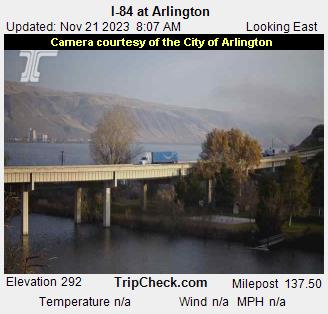 I-84 at Arlington
Updated: Nov 21 2023 8:07 AM Looking East
Camera courtesy of the City of Arlington
Elevation 292 TripCheck.com Milepost 137.50
Temperature n/a Wind n/a MPH n/a